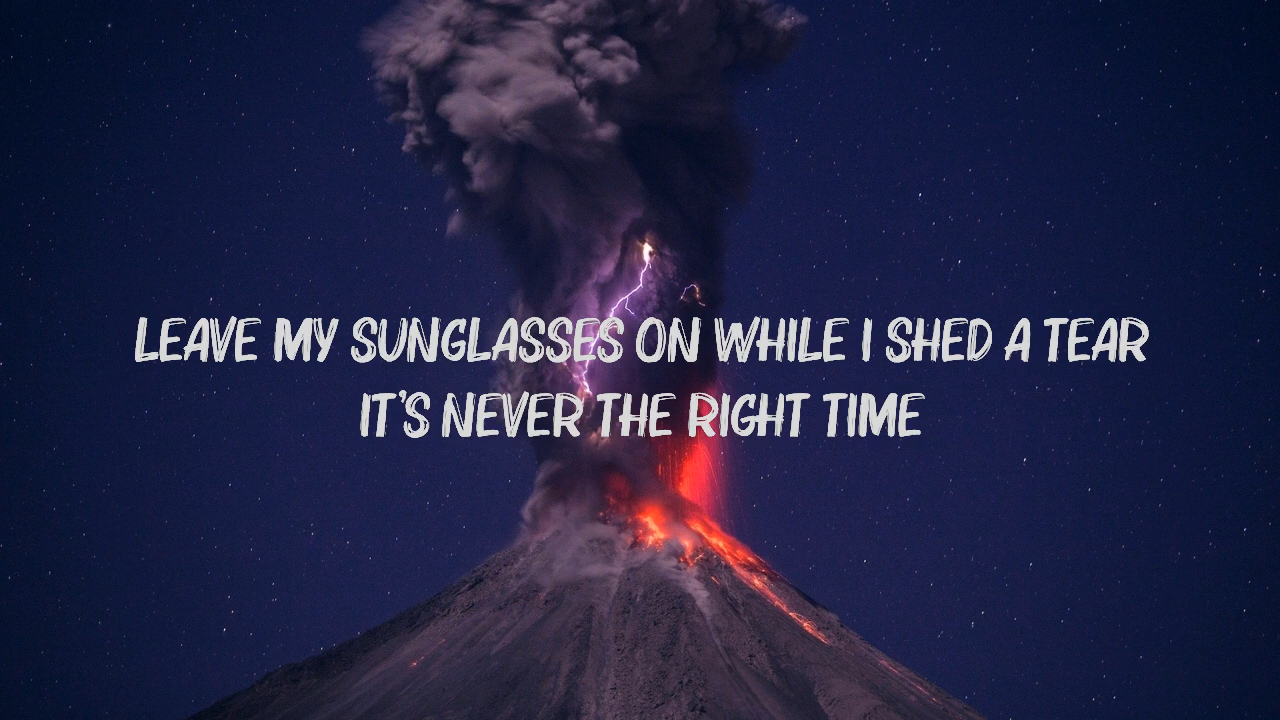 LEAVE MY SUNGLASSES ON WHILE I SHED A TEAR
IT'S NEVER THE RIGHT TIME